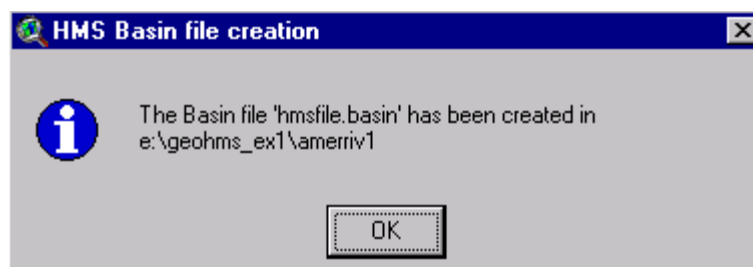 HMS Basin file creation
The Basin file 'hmsfile.basin' has been created in
e:\geohms_ex1\amerriv1
OK